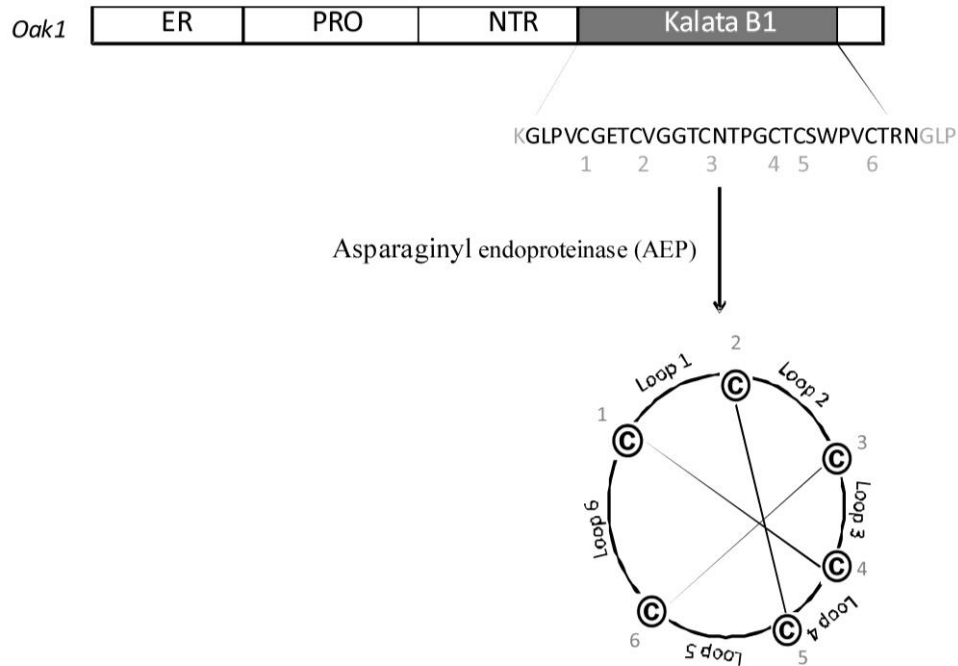 Oak1 ER PRO NTR Kalata B1
KGLPVCGETCVGGTCNTPGCTCSWPVCTRNGLP
1 2 3 4 5 6
Asparaginyl endoproteinase (AEP)
2
Loop 1 Loop 2
1 C C C 3
Loop 6 Loop 3
C 4
C C Loop 4
6 Loop 5 5